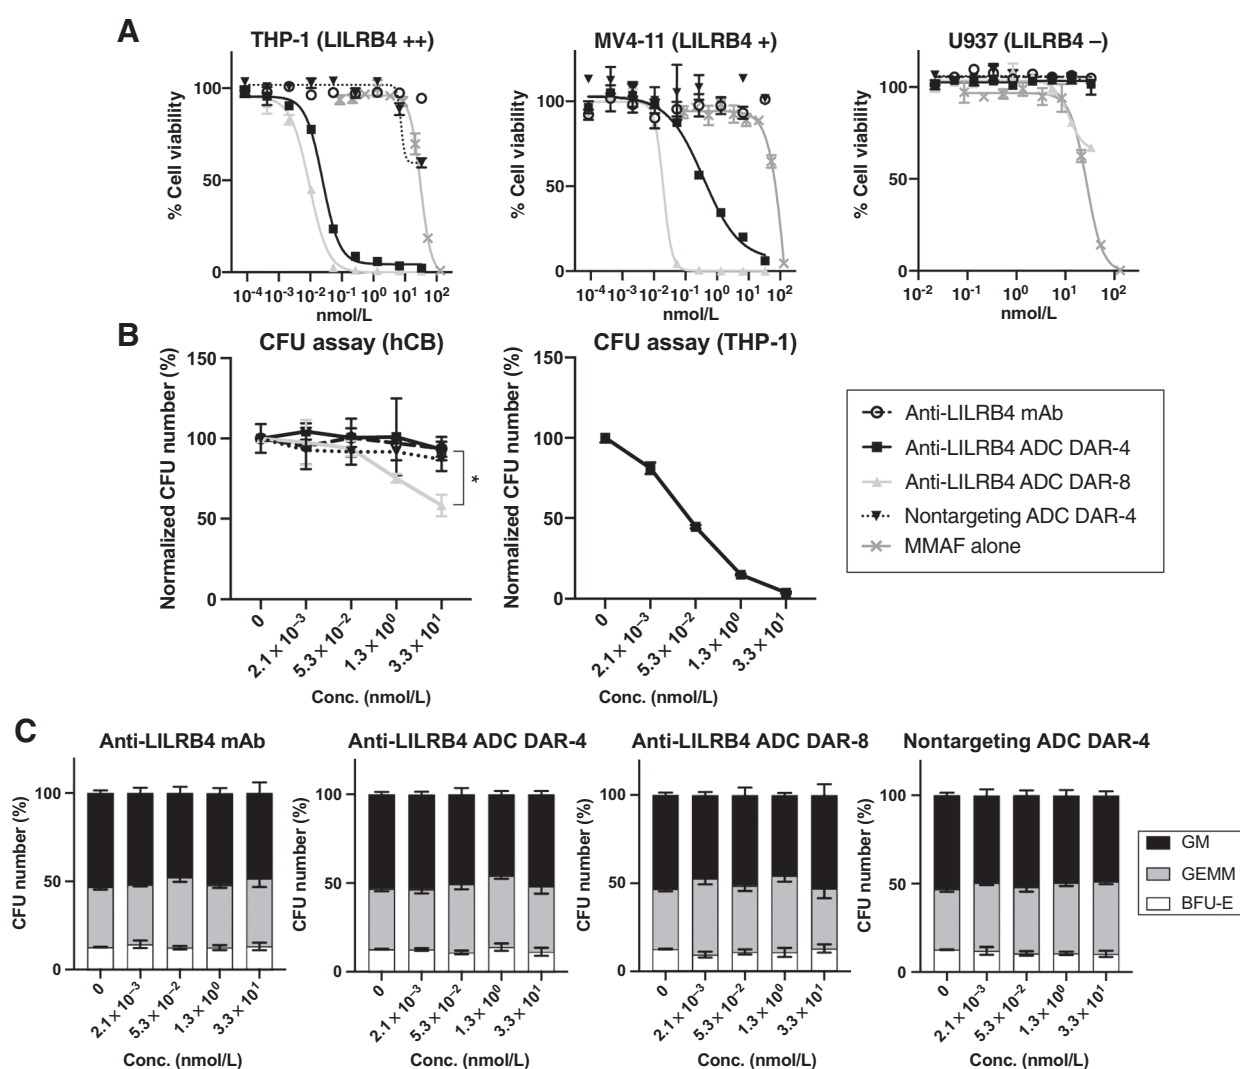 A
THP-1 (LILRB4 ++)
MV4-11 (LILRB4 +)
U937 (LILRB4 –)
% Cell viability
100
50
0
10⁻⁴ 10⁻³ 10⁻² 10⁻¹ 10⁰ 10¹ 10²
nmol/L
% Cell viability
100
50
0
10⁻⁴ 10⁻³ 10⁻² 10⁻¹ 10⁰ 10¹ 10²
nmol/L
% Cell viability
100
50
0
10⁻² 10⁻¹ 10⁰ 10¹ 10²
nmol/L
B
CFU assay (hCB)
Normalized CFU number (%)
150
100
50
0
*
0
2.1 × 10⁻³
5.3 × 10⁻²
1.3 × 10⁰
3.3 × 10¹
Conc. (nmol/L)
CFU assay (THP-1)
Normalized CFU number (%)
150
100
50
0
0
2.1 × 10⁻³
5.3 × 10⁻²
1.3 × 10⁰
3.3 × 10¹
Conc. (nmol/L)
Anti-LILRB4 mAb
Anti-LILRB4 ADC DAR-4
Anti-LILRB4 ADC DAR-8
Nontargeting ADC DAR-4
MMAF alone
C
Anti-LILRB4 mAb
CFU number (%)
100
50
0
0
2.1 × 10⁻³
5.3 × 10⁻²
1.3 × 10⁰
3.3 × 10¹
Conc. (nmol/L)
Anti-LILRB4 ADC DAR-4
CFU number (%)
100
50
0
0
2.1 × 10⁻³
5.3 × 10⁻²
1.3 × 10⁰
3.3 × 10¹
Conc. (nmol/L)
Anti-LILRB4 ADC DAR-8
CFU number (%)
100
50
0
0
2.1 × 10⁻³
5.3 × 10⁻²
1.3 × 10⁰
3.3 × 10¹
Conc. (nmol/L)
Nontargeting ADC DAR-4
CFU number (%)
100
50
0
0
2.1 × 10⁻³
5.3 × 10⁻²
1.3 × 10⁰
3.3 × 10¹
Conc. (nmol/L)
GM
GEMM
BFU-E